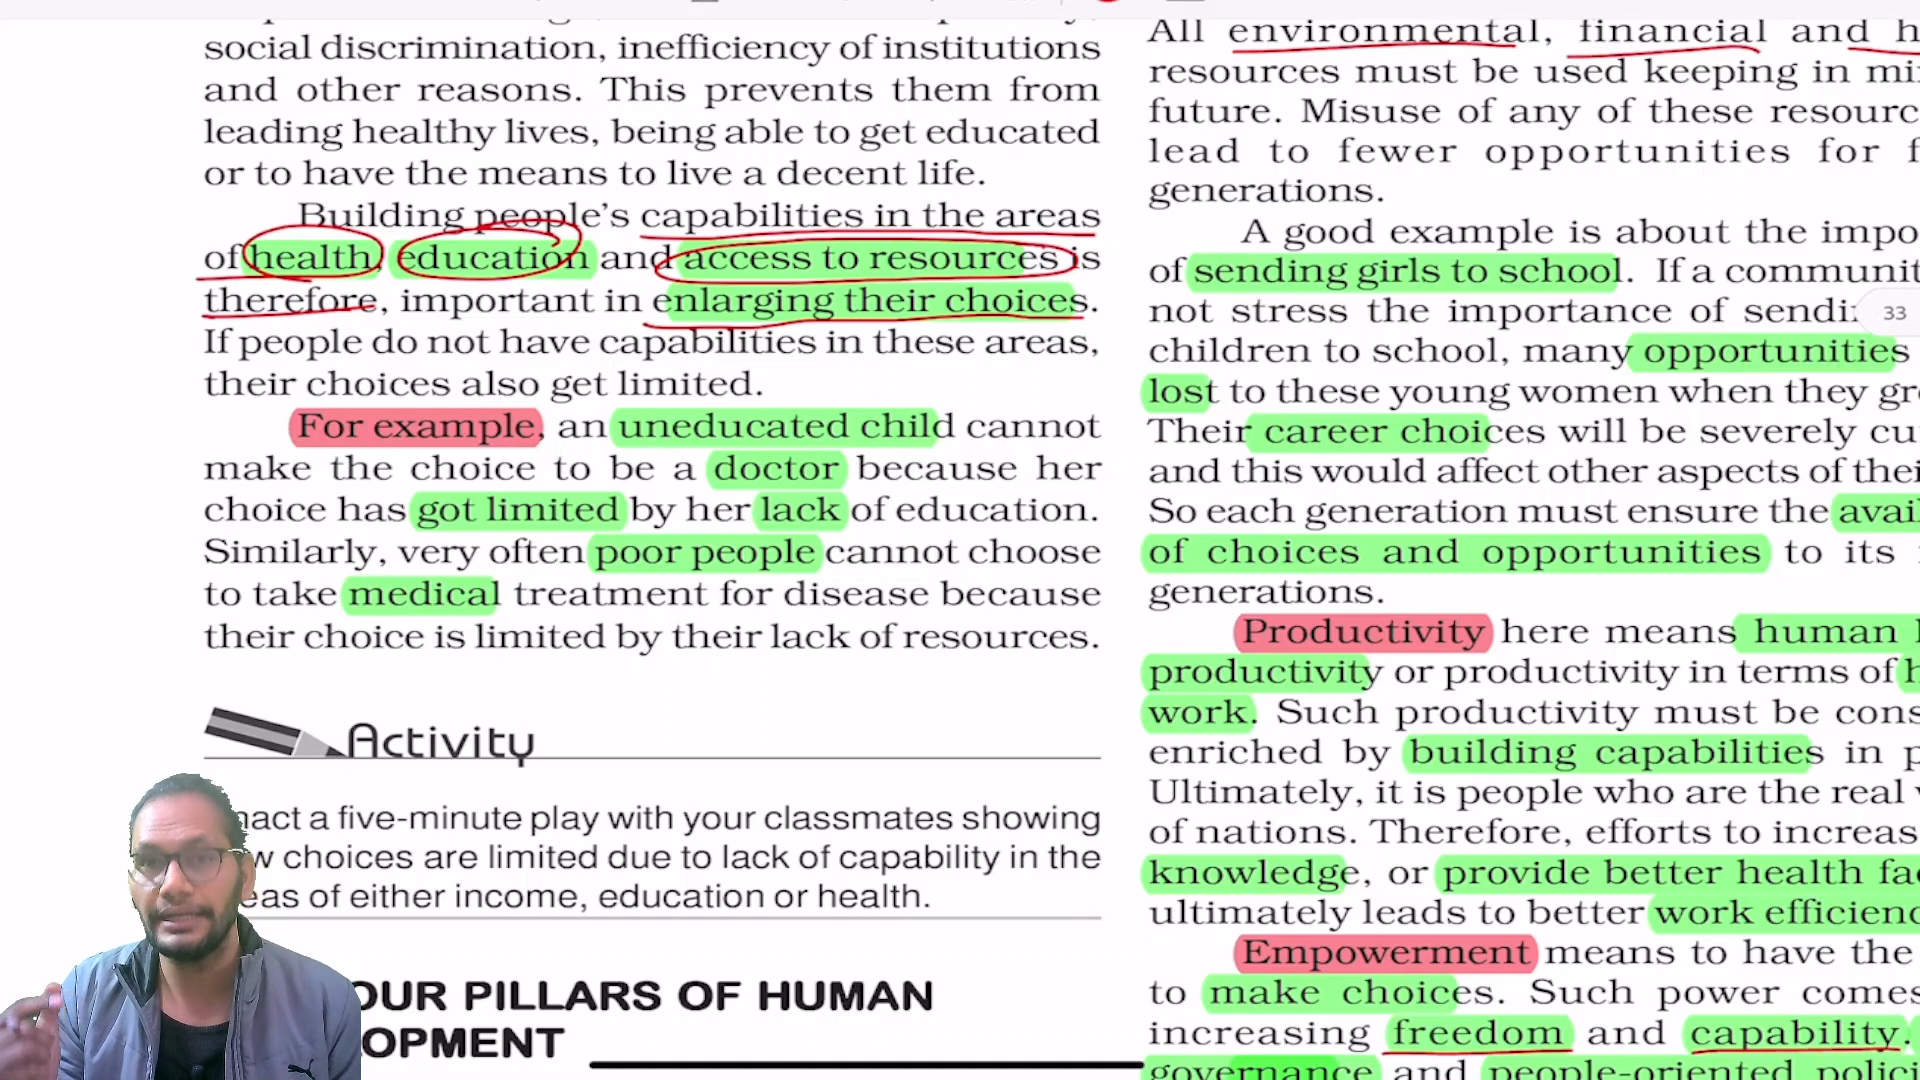 social discrimination, inefficiency of institutions
and other reasons. This prevents them from
leading healthy lives, being able to get educated
or to have the means to live a decent life.
Building people’s capabilities in the areas
of health, education and access to resources is
therefore, important in enlarging their choices.
If people do not have capabilities in these areas,
their choices also get limited.
For example, an uneducated child cannot
make the choice to be a doctor because her
choice has got limited by her lack of education.
Similarly, very often poor people cannot choose
to take medical treatment for disease because
their choice is limited by their lack of resources.
Activity
a five-minute play with your classmates showing
choices are limited due to lack of capability in the
of either income, education or health.
PILLARS OF HUMAN
All environmental, financial and
resources must be used keeping in
future. Misuse of any of these
lead to fewer opportunities for
generations.
A good example is about the
of sending girls to school. If a
not stress the importance of
children to school, many opportunities
lost to these young women when they
Their career choices will be severely
and this would affect other aspects of
So each generation must ensure the
of choices and opportunities to its
generations.
Productivity here means human
productivity or productivity in terms of
work. Such productivity must be
enriched by building capabilities in
Ultimately, it is people who are the real
of nations. Therefore, efforts to
knowledge, or provide better health
ultimately leads to better work
Empowerment means to have the
to make choices. Such power comes
increasing freedom and capability.
governance and people-oriented
33